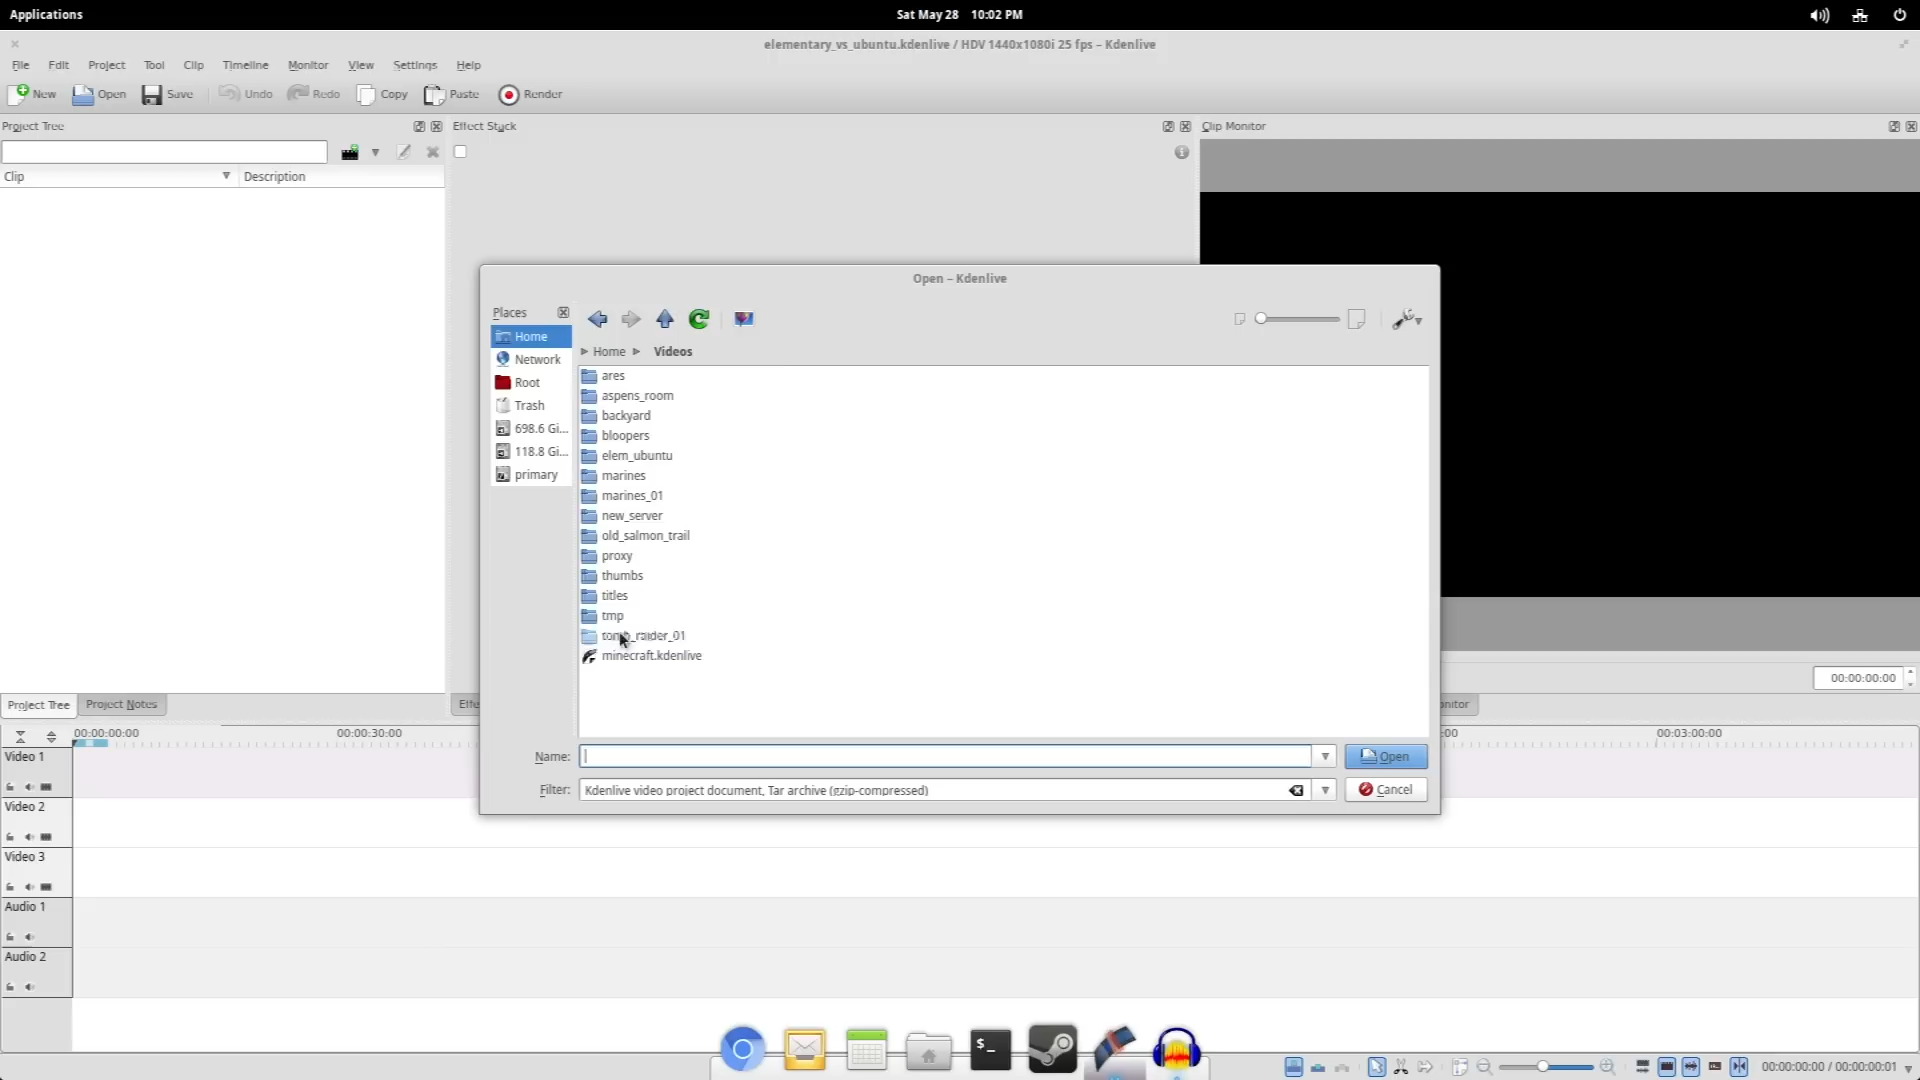 Applications
Sat May 28 10:02 PM
elementary_vs_ubuntu.kdenlive / HDV 1440x1080i 25 fps – Kdenlive
File Edit Project Tool Clip Timeline Monitor View Settings Help
New Open Save Undo Redo Copy Paste Render
Project Tree
Effect Stack
Clip Monitor
Clip Description
Open – Kdenlive
Places
Home
Network
Root
Trash
698.6 Gi...
118.8 Gi...
primary
Home Videos
ares
aspens_room
backyard
bloopers
elem_ubuntu
marines
marines_01
new_server
old_salmon_trail
proxy
thumbs
titles
tmp
tomb_raider_01
minecraft.kdenlive
Name:
Open
Filter: Kdenlive video project document, Tar archive (gzip-compressed)
Cancel
00:00:00:00
Project Tree Project Notes
Effe
onitor
00:00:00:00 00:00:30:00 :00 00:03:00:00
Video 1
Video 2
Video 3
Audio 1
Audio 2
$_
00:00:00:00 / 00:00:00:01